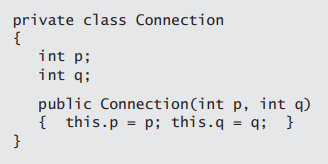 private class Connection
{
   int p;
   int q;
   public Connection(int p, int q)
   {  this.p = p; this.q = q;  }
}